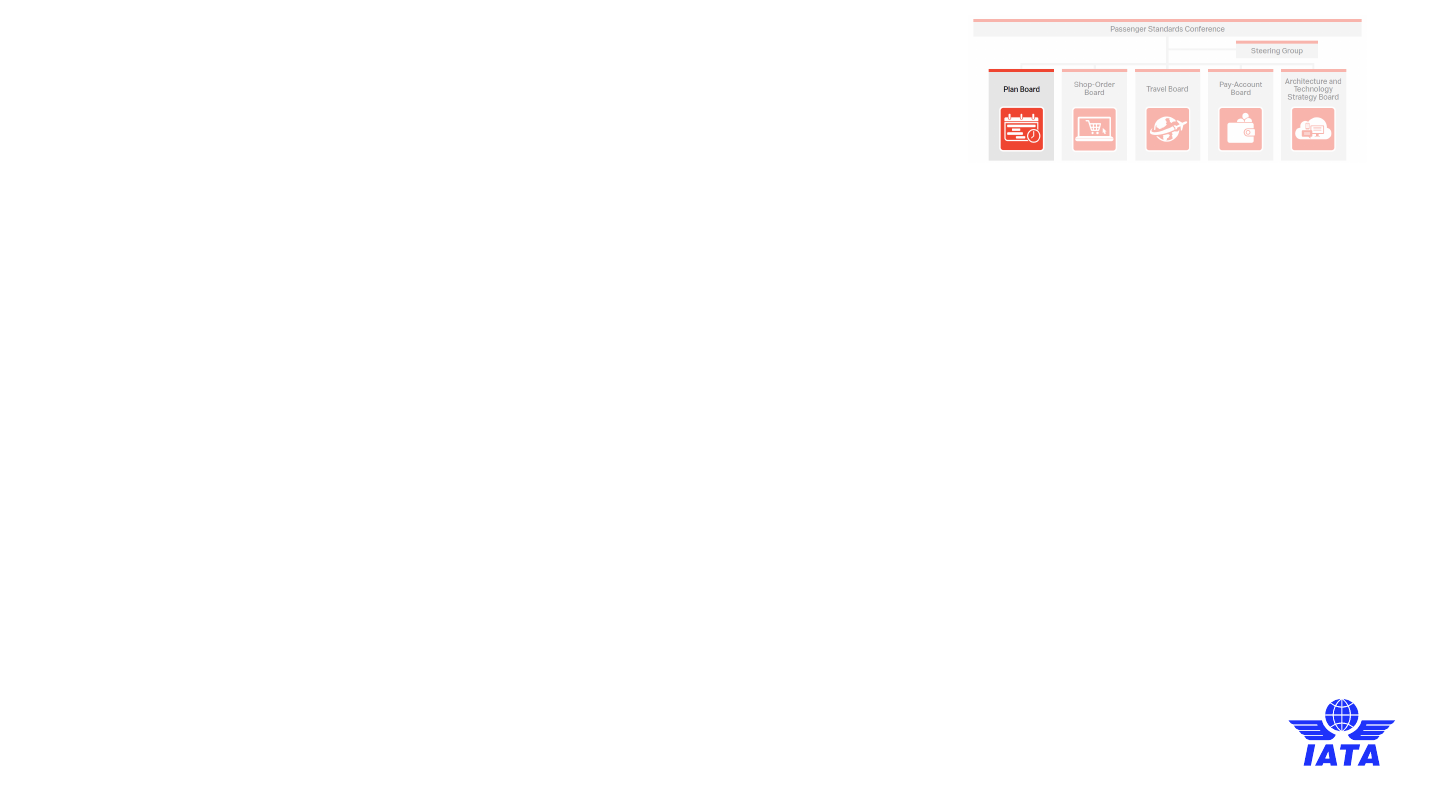 Passenger Standards Conference
Steering Group
Plan Board
Shop-Order
Board
Travel Board
Pay-Account
Board
Architecture and
Technology
Strategy Board
IATA